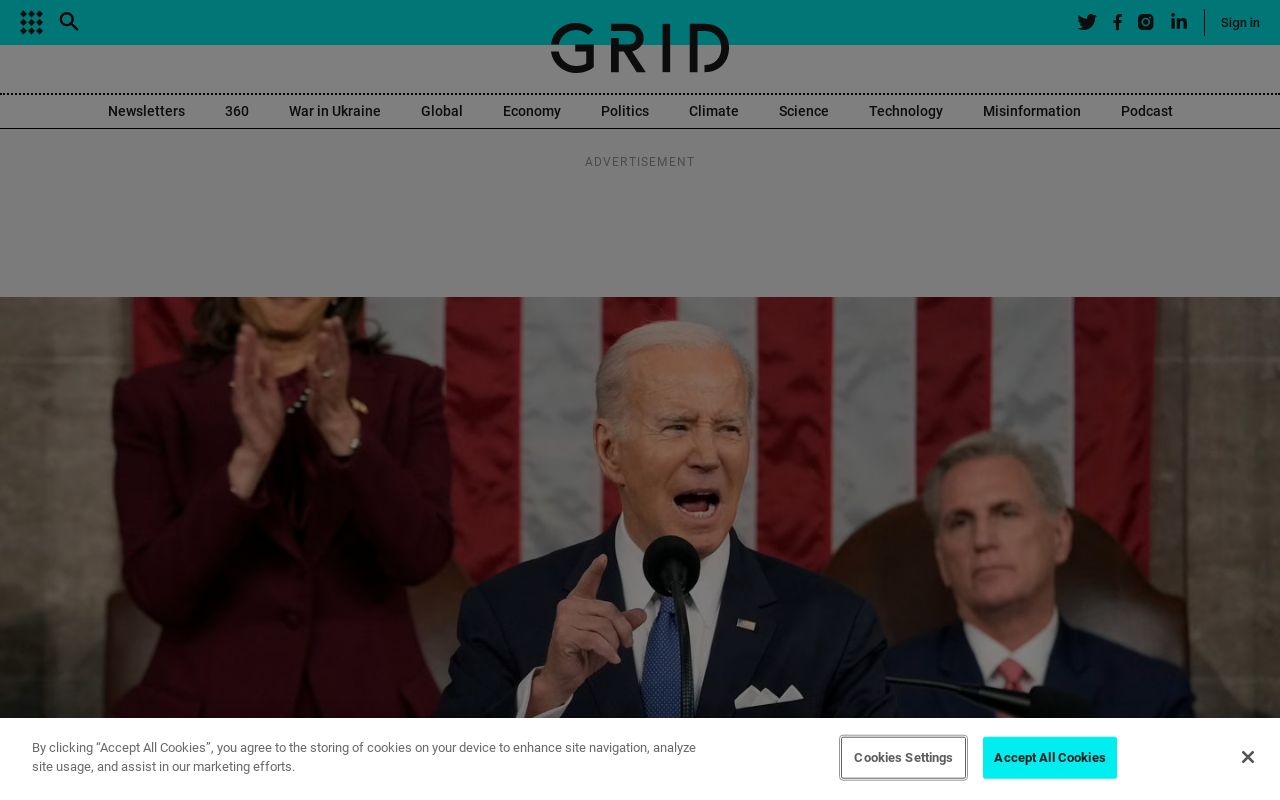 Sign in
GRID
Newsletters 360 War in Ukraine Global Economy Politics Climate Science Technology Misinformation Podcast
ADVERTISEMENT
By clicking “Accept All Cookies”, you agree to the storing of cookies on your device to enhance site navigation, analyze
site usage, and assist in our marketing efforts.
Cookies Settings
Accept All Cookies